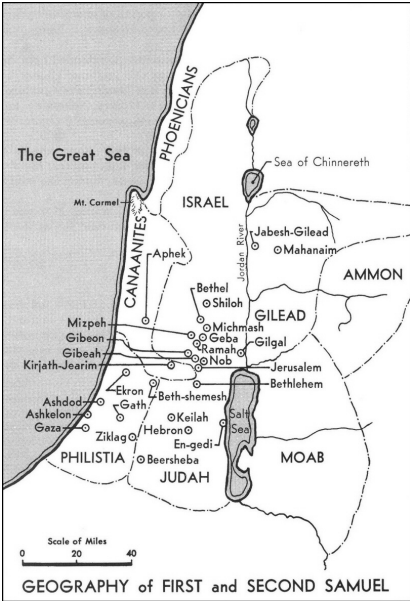 PHOENICIANS
The Great Sea
Sea of Chinnereth
Mt. Carmel
ISRAEL
CANAANITES
Jordan River
Jabesh-Gilead
Mahanaim
Aphek
AMMON
Bethel
Shiloh
GILEAD
Mizpeh
Michmash
Gibeon
Geba
Ramah
Gilgal
Gibeah
Nob
Kirjath-Jearim
Jerusalem
Bethlehem
Ekron
Beth-shemesh
Ashdod
Gath
Ashkelon
Keilah
Salt
Sea
Gaza
Hebron
Ziklag
En-gedi
PHILISTIA
Beersheba
MOAB
JUDAH
Scale of Miles
20 0 40
GEOGRAPHY of FIRST and SECOND SAMUEL